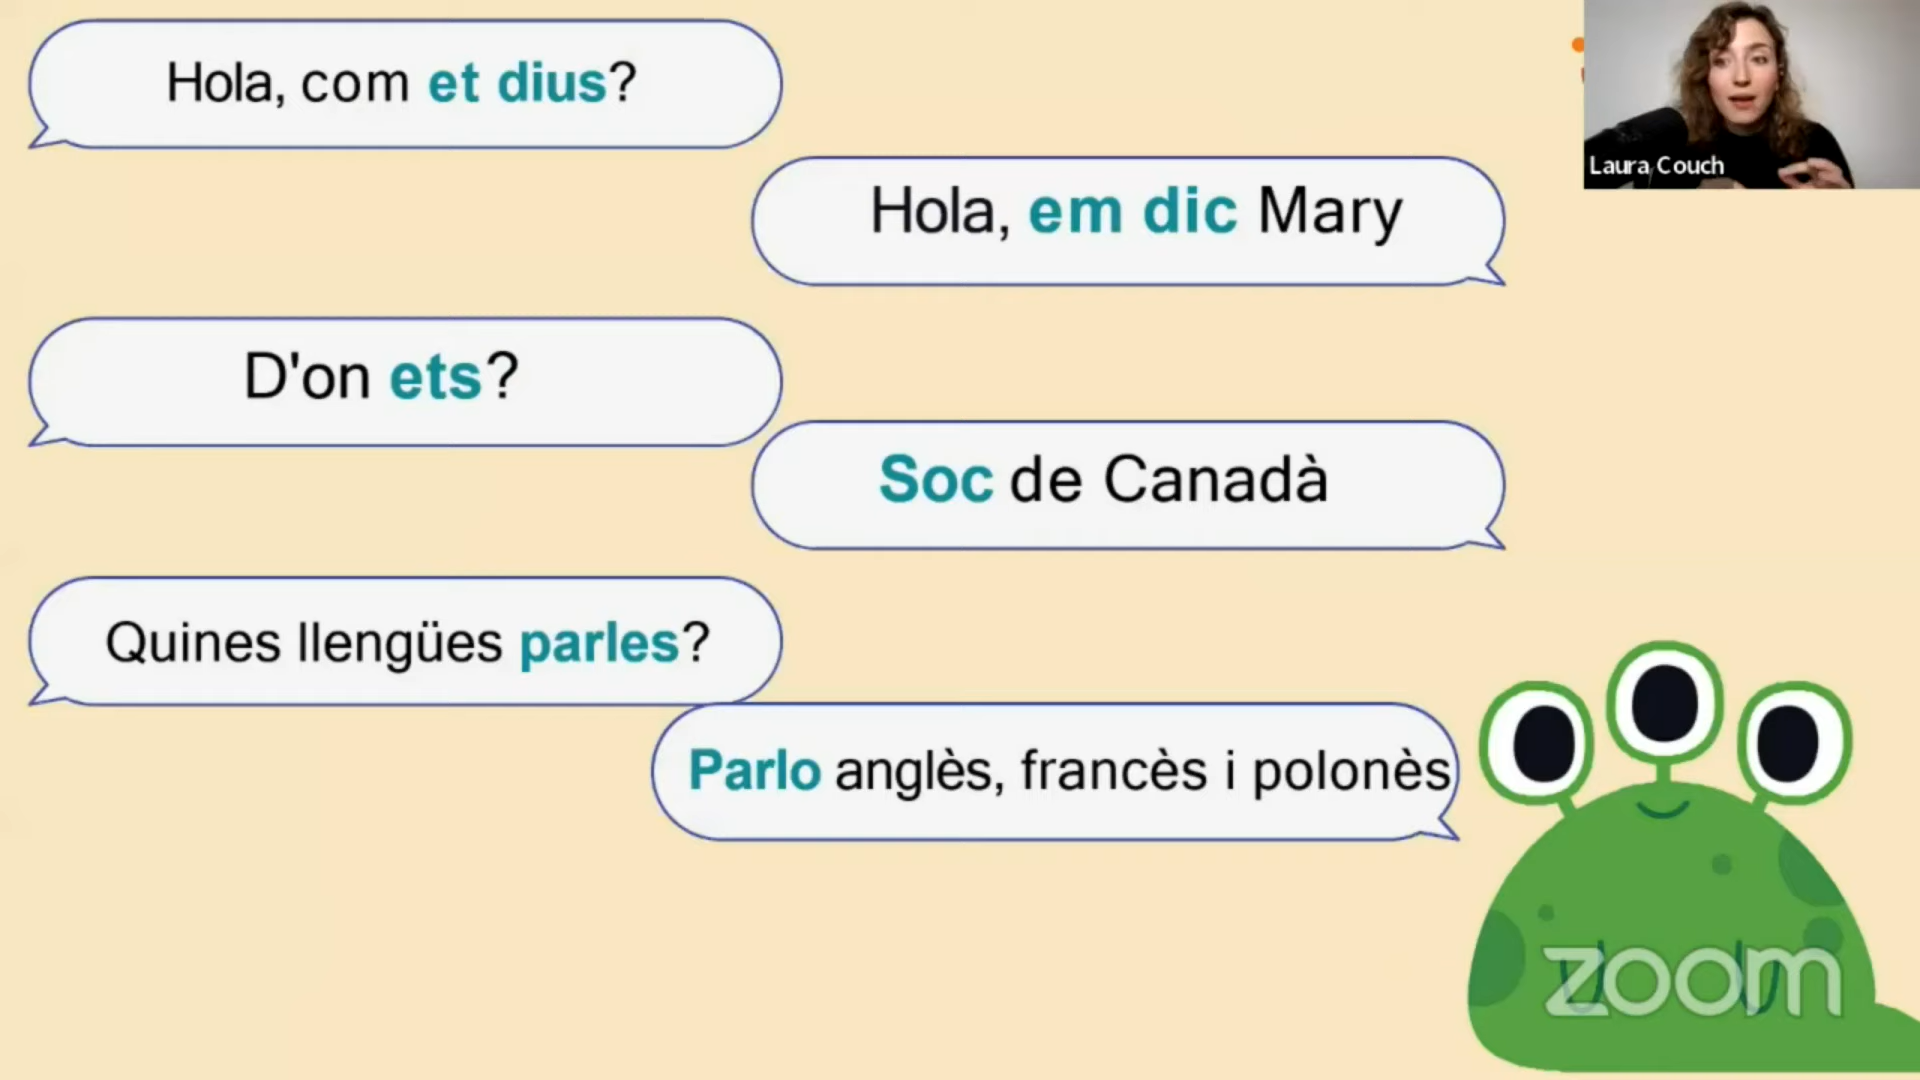 Hola, com et dius?
Laura Couch
Hola, em dic Mary
D'on ets?
Soc de Canadà
Quines llengües parles?
Parlo anglès, francès i polonès
zoom